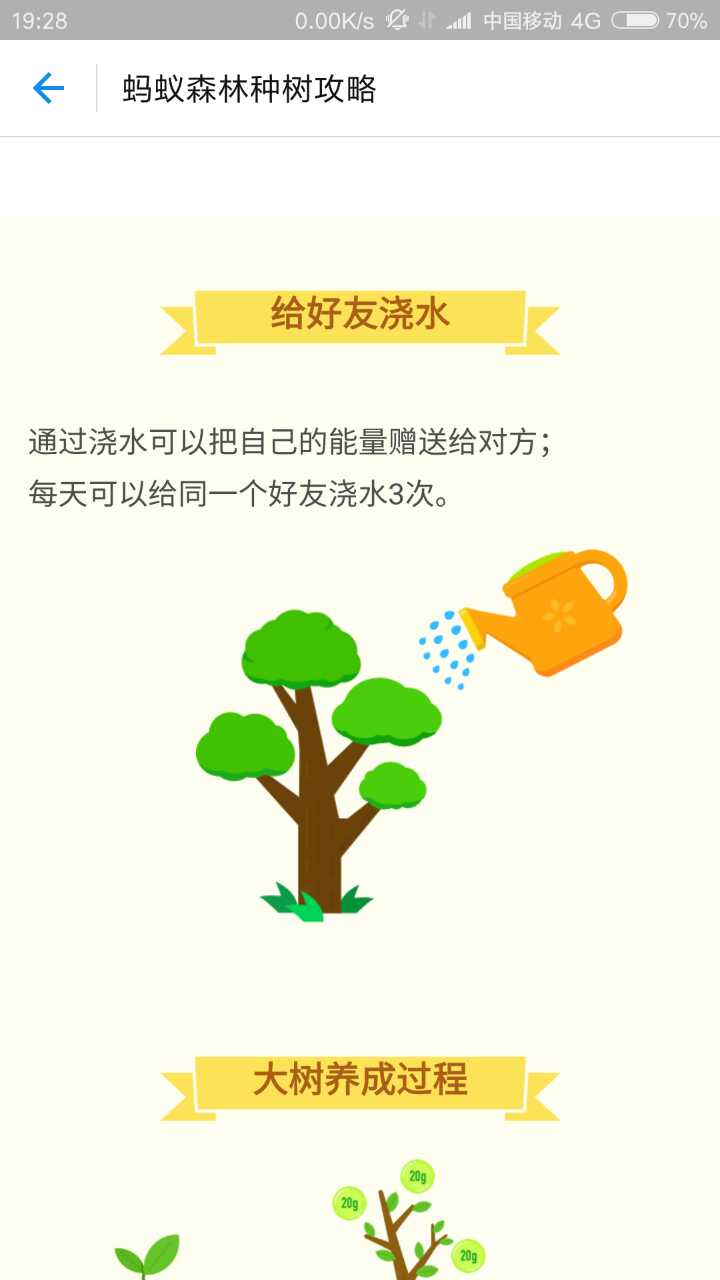 19:28 0.00K/s 中国移动 4G 70%
蚂蚁森林种树攻略
给好友浇水
通过浇水可以把自己的能量赠送给对方；
每天可以给同一个好友浇水3次。
大树养成过程
20g
20g
20g